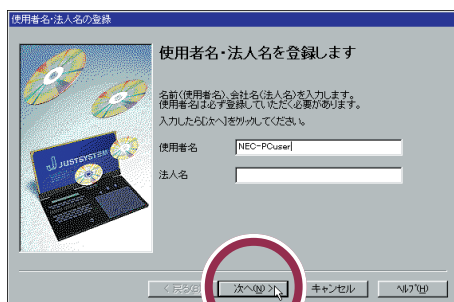 使用者名・法人名の登録
使用者名・法人名を登録します
名前(使用者名)、会社名(法人名)を入力します。
使用者名は必ず登録していただく必要があります。
入力したら[次へ]をクリックしてください。
使用者名 NEC-PCuser
法人名
JUSTSYSTEM
< 戻る(B) 次へ(N) > キャンセル ヘルプ(H)